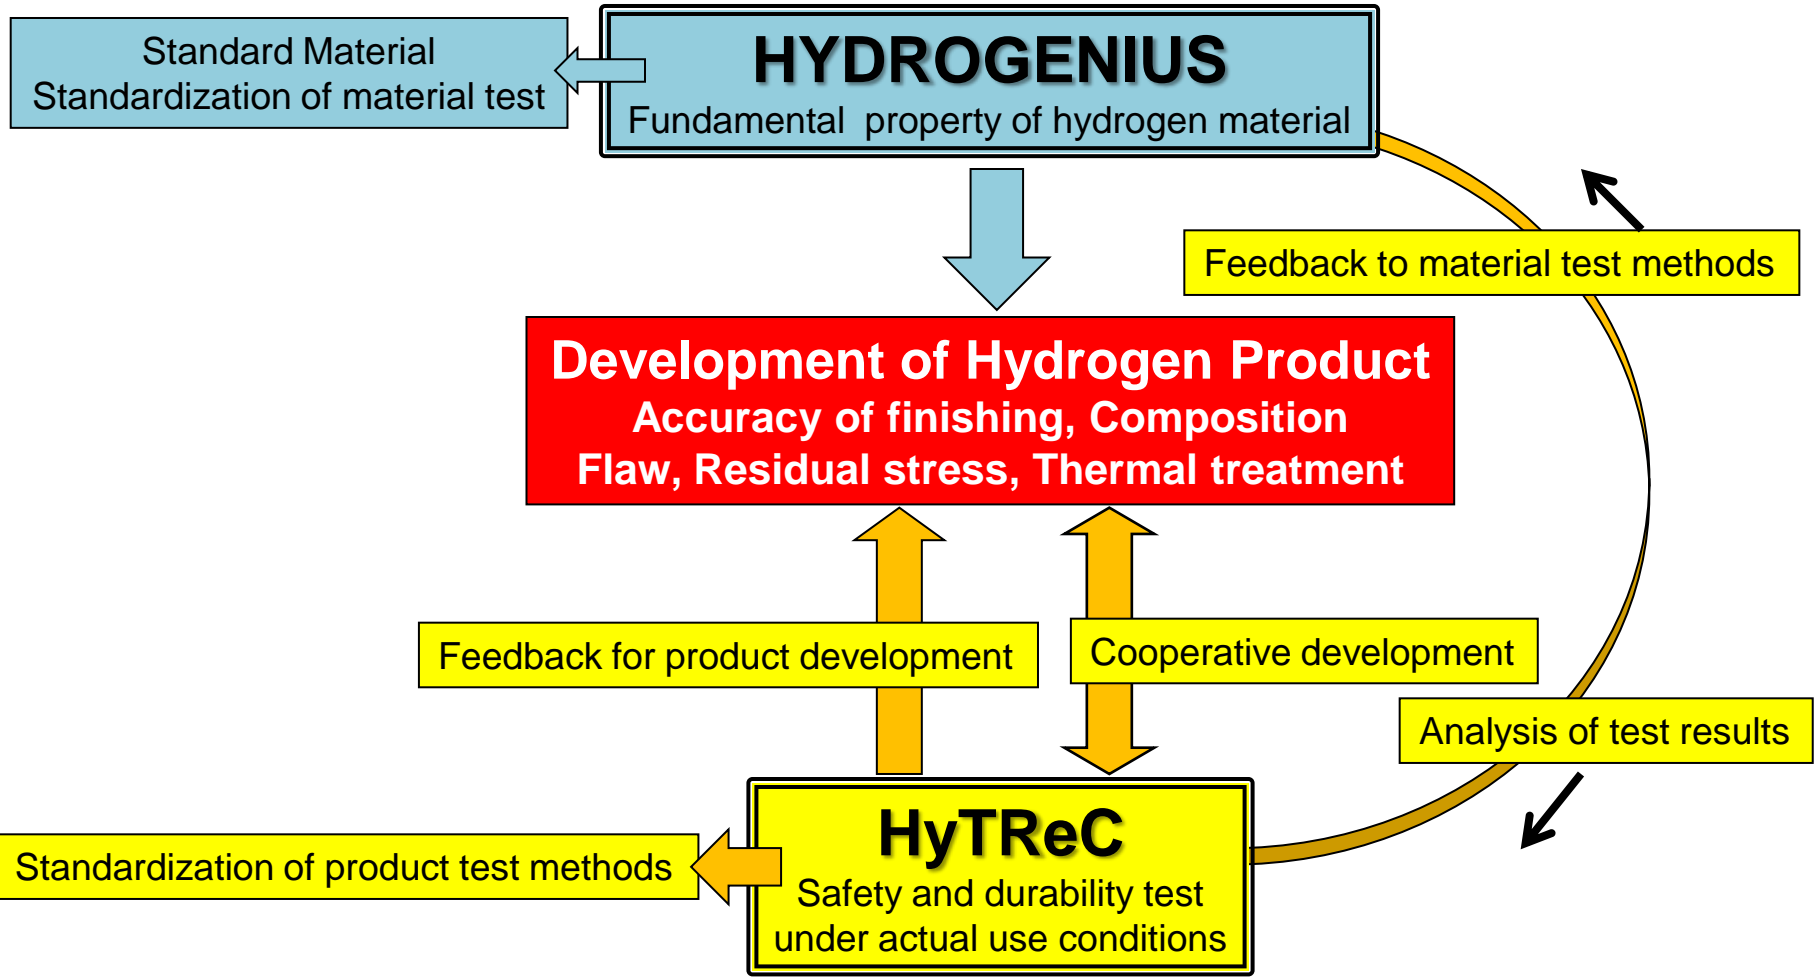 Standard Material
Standardization of material test
HYDROGENIUS
Fundamental property of hydrogen material
Feedback to material test methods
Development of Hydrogen Product
Accuracy of finishing, Composition
Flaw, Residual stress, Thermal treatment
Feedback for product development
Cooperative development
Analysis of test results
HyTReC
Safety and durability test
under actual use conditions
Standardization of product test methods